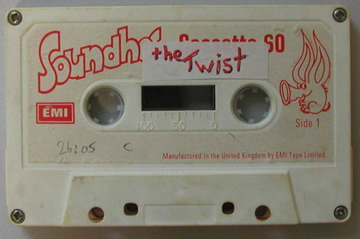 Soundhog Cassette 60
the Twist
EMI
Side 1
100 50 0
26:05 C
Manufactured in the United Kingdom by EMI Tape Limited